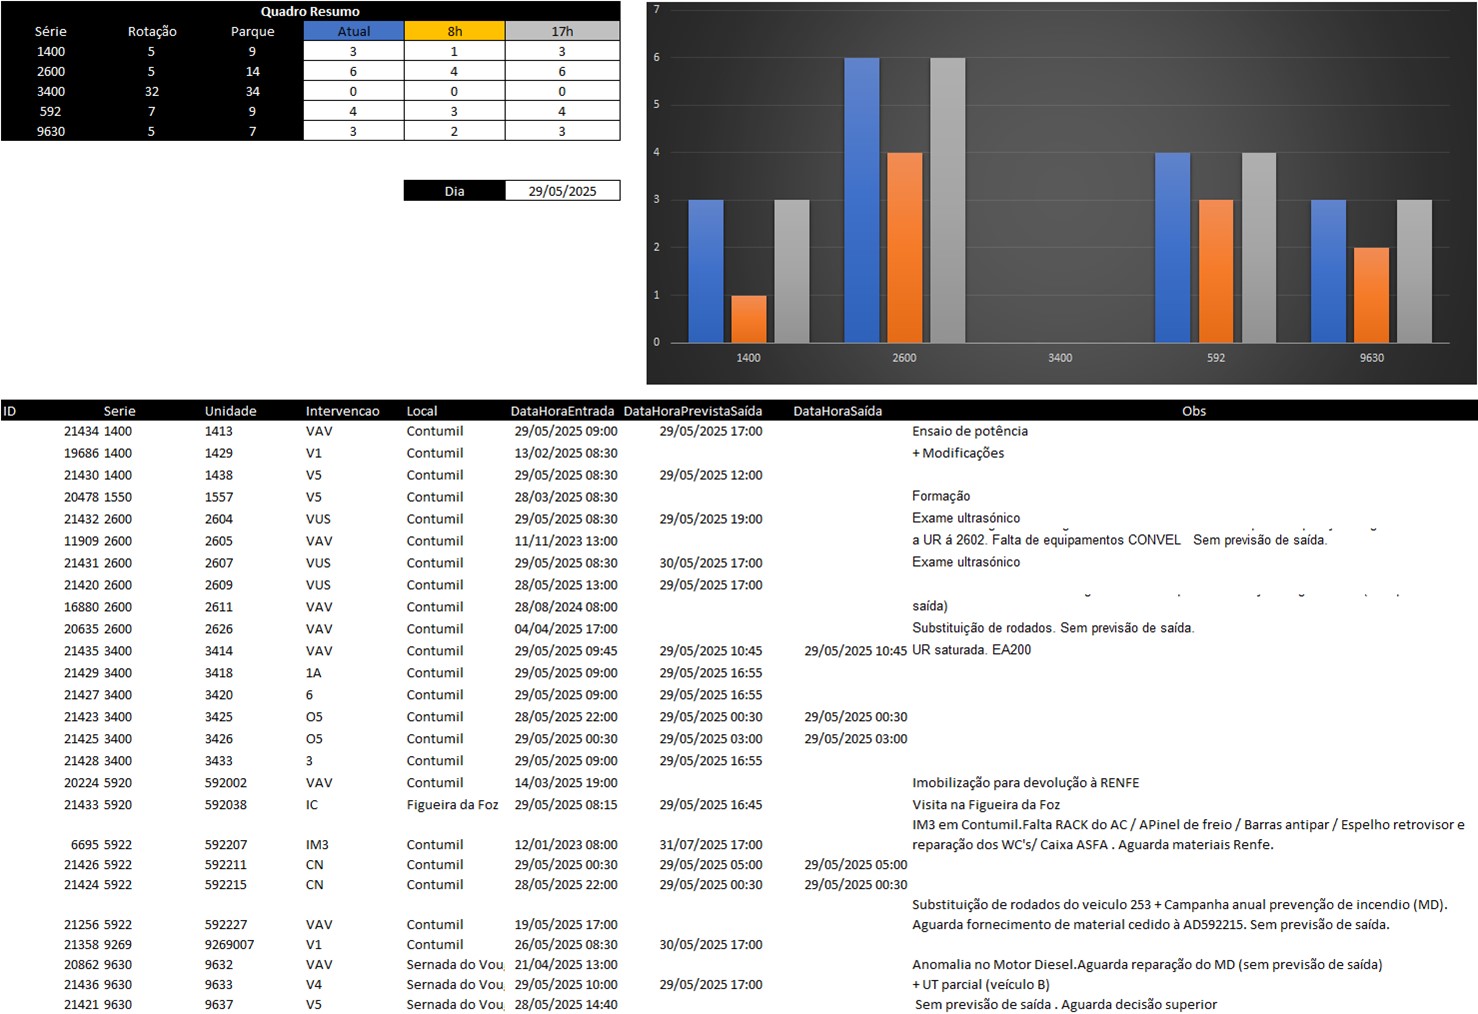 Quadro Resumo
Série Rotação Parque Atual 8h 17h
1400 5 9 3 1 3
2600 5 14 6 4 6
3400 32 34 0 0 0
592 7 9 4 3 4
9630 5 7 3 2 3
Dia 29/05/2025
7
6
5
4
3
2
1
0
1400 2600 3400 592 9630
ID Serie Unidade Intervencao Local DataHoraEntrada DataHoraPrevistaSaída DataHoraSaída Obs
21434 1400 1413 VAV Contumil 29/05/2025 09:00 29/05/2025 17:00 Ensaio de potência
19686 1400 1429 V1 Contumil 13/02/2025 08:30 + Modificações
21430 1400 1438 V5 Contumil 29/05/2025 08:30 29/05/2025 12:00
20478 1550 1557 V5 Contumil 28/03/2025 08:30 Formação
21432 2600 2604 VUS Contumil 29/05/2025 08:30 29/05/2025 19:00 Exame ultrasónico
11909 2600 2605 VAV Contumil 11/11/2023 13:00 a UR á 2602. Falta de equipamentos CONVEL Sem previsão de saída.
21431 2600 2607 VUS Contumil 29/05/2025 08:30 30/05/2025 17:00 Exame ultrasónico
21420 2600 2609 VUS Contumil 28/05/2025 13:00 29/05/2025 17:00
16880 2600 2611 VAV Contumil 28/08/2024 08:00 saída)
20635 2600 2626 VAV Contumil 04/04/2025 17:00 Substituição de rodados. Sem previsão de saída.
21435 3400 3414 VAV Contumil 29/05/2025 09:45 29/05/2025 10:45 29/05/2025 10:45 UR saturada. EA200
21429 3400 3418 1A Contumil 29/05/2025 09:00 29/05/2025 16:55
21427 3400 3420 6 Contumil 29/05/2025 09:00 29/05/2025 16:55
21423 3400 3425 O5 Contumil 28/05/2025 22:00 29/05/2025 00:30 29/05/2025 00:30
21425 3400 3426 O5 Contumil 29/05/2025 00:30 29/05/2025 03:00 29/05/2025 03:00
21428 3400 3433 3 Contumil 29/05/2025 09:00 29/05/2025 16:55
20224 5920 592002 VAV Contumil 14/03/2025 19:00 Imobilização para devolução à RENFE
21433 5920 592038 IC Figueira da Foz 29/05/2025 08:15 29/05/2025 16:45 Visita na Figueira da Foz
IM3 em Contumil.Falta RACK do AC / APinel de freio / Barras antipar / Espelho retrovisor e
6695 5922 592207 IM3 Contumil 12/01/2023 08:00 31/07/2025 17:00 reparação dos WC's/ Caixa ASFA . Aguarda materiais Renfe.
21426 5922 592211 CN Contumil 29/05/2025 00:30 29/05/2025 05:00 29/05/2025 05:00
21424 5922 592215 CN Contumil 28/05/2025 22:00 29/05/2025 00:30 29/05/2025 00:30
Substituição de rodados do veiculo 253 + Campanha anual prevenção de incendio (MD).
21256 5922 592227 VAV Contumil 19/05/2025 17:00 Aguarda fornecimento de material cedido à AD592215. Sem previsão de saída.
21358 9269 9269007 V1 Contumil 26/05/2025 08:30 30/05/2025 17:00
20862 9630 9632 VAV Sernada do Vou 21/04/2025 13:00 Anomalia no Motor Diesel.Aguarda reparação do MD (sem previsão de saída)
21436 9630 9633 V4 Sernada do Vou 29/05/2025 10:00 29/05/2025 17:00 + UT parcial (veículo B)
21421 9630 9637 V5 Sernada do Vou 28/05/2025 14:40 Sem previsão de saída . Aguarda decisão superior